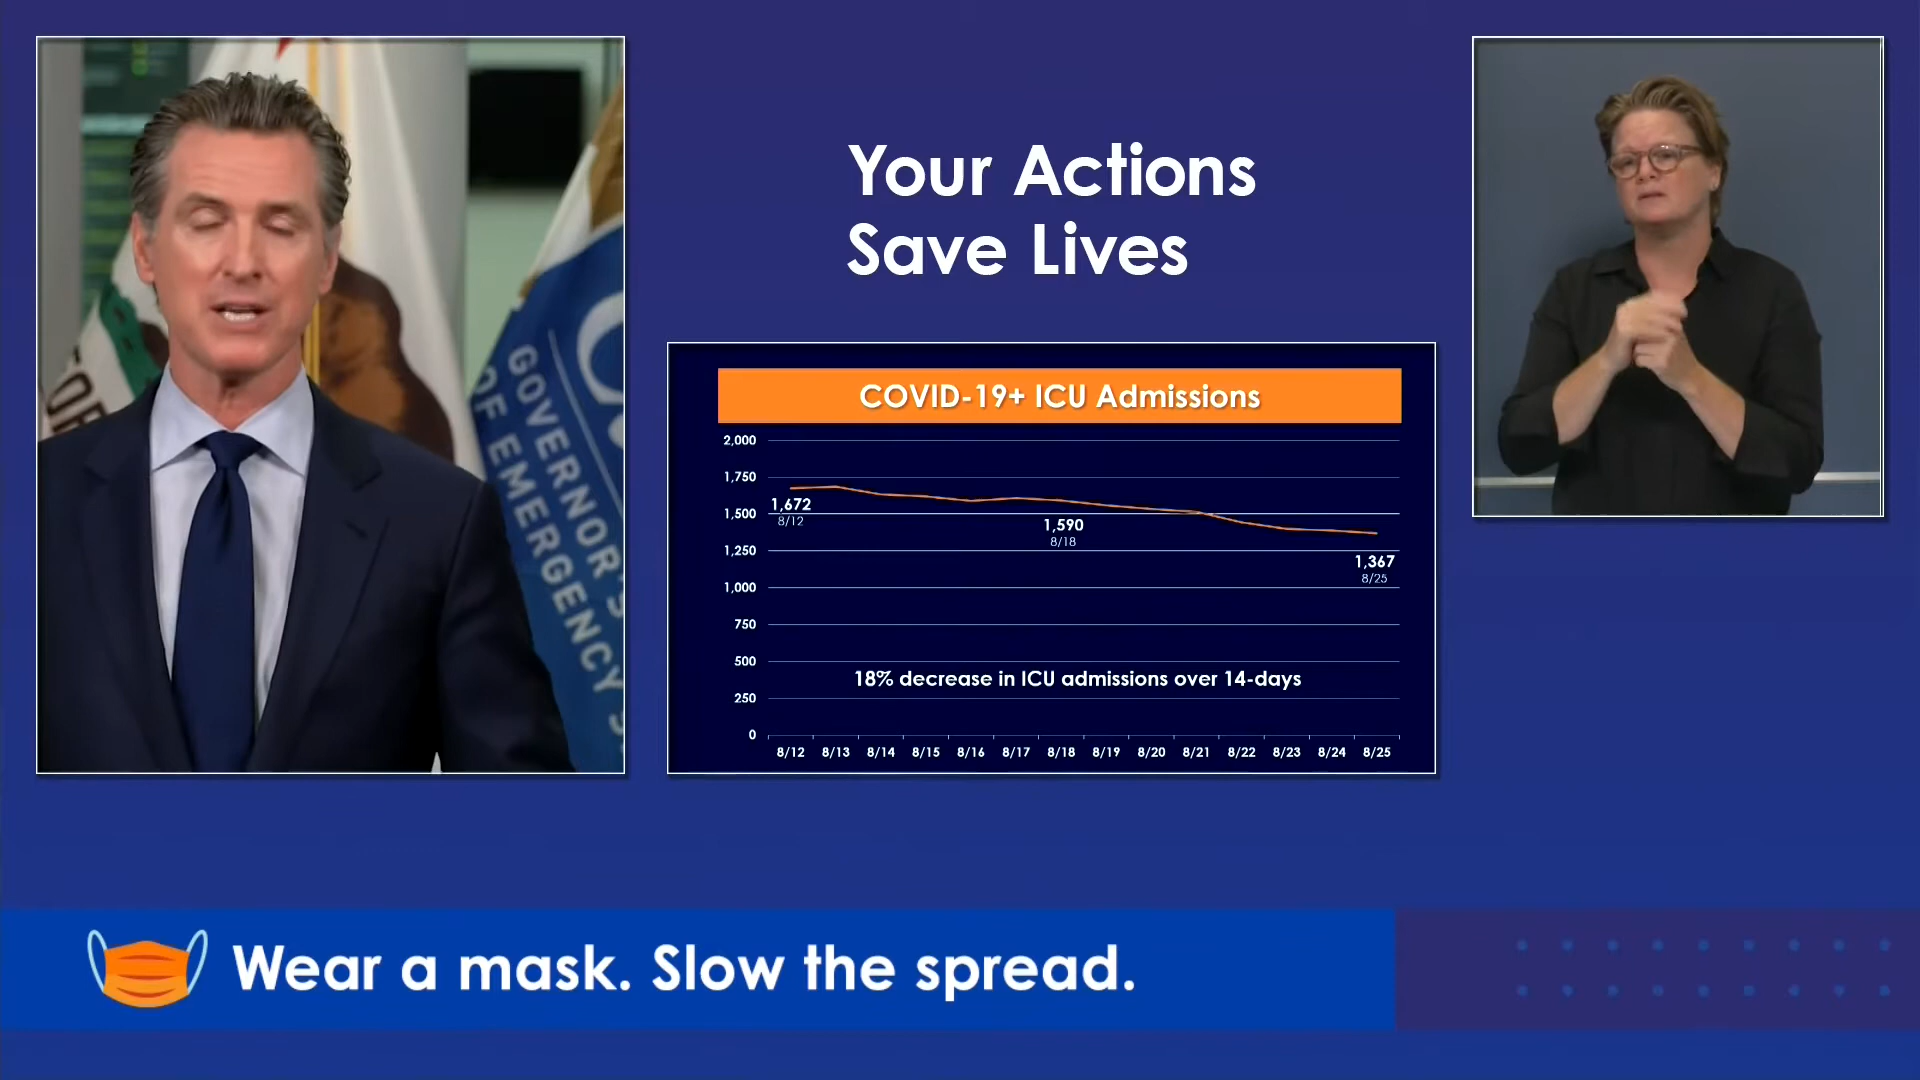 Your Actions
Save Lives
COVID-19+ ICU Admissions
2,000
1,750
1,500
1,250
1,000
750
500
250
0
1,672
8/12
1,590
8/18
1,367
8/25
18% decrease in ICU admissions over 14-days
8/12 8/13 8/14 8/15 8/16 8/17 8/18 8/19 8/20 8/21 8/22 8/23 8/24 8/25
GOVERNOR'S
OF EMERGENCY
Wear a mask. Slow the spread.